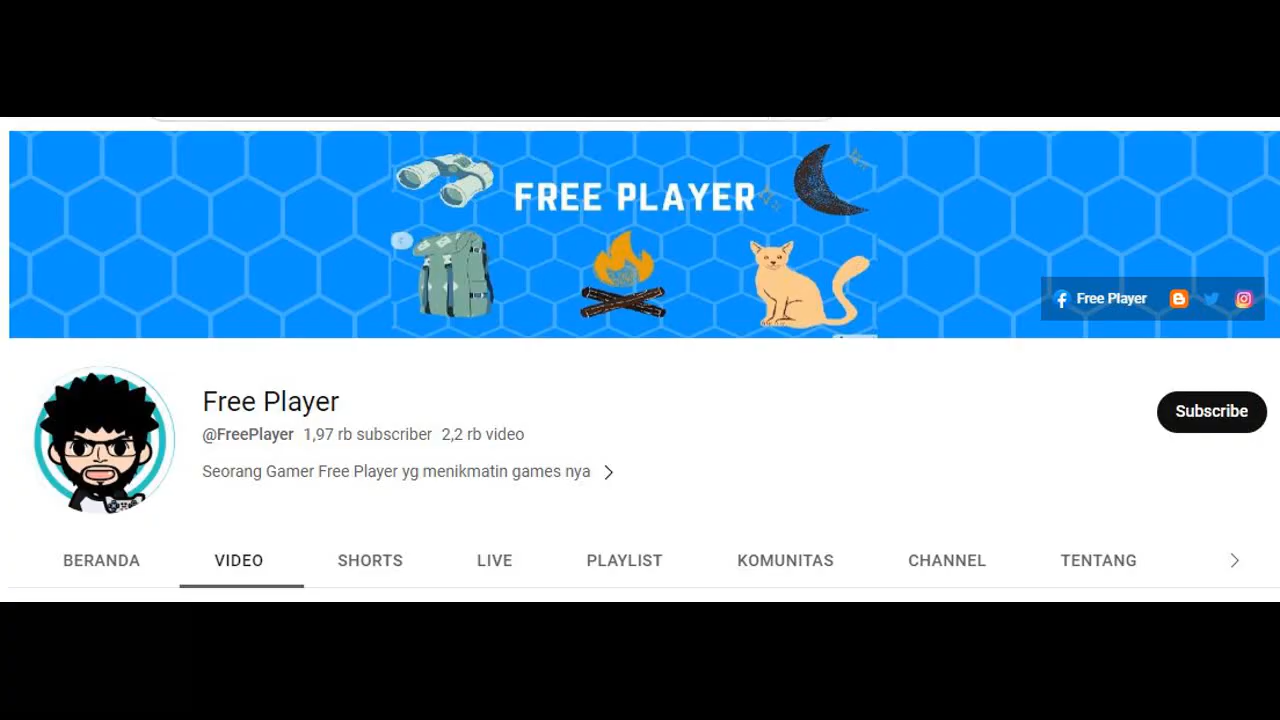 FREE PLAYER
Free Player
Free Player
@FreePlayer 1,97 rb subscriber 2,2 rb video
Seorang Gamer Free Player yg menikmatin games nya
Subscribe
BERANDA VIDEO SHORTS LIVE PLAYLIST KOMUNITAS CHANNEL TENTANG